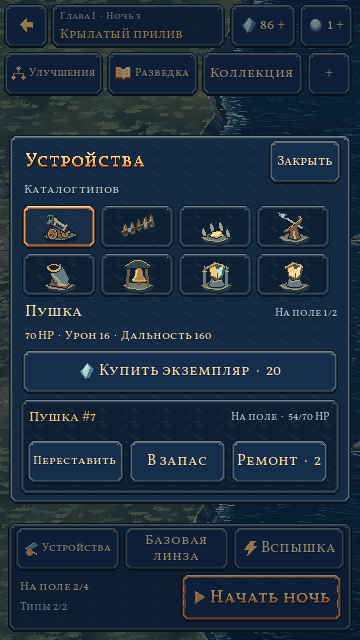 Глава I · Ночь 3
Крылатый прилив
86 +
1 +
Улучшения
Разведка
Коллекция
+
Устройства
Закрыть
Каталог типов
Пушка
На поле 1/2
70 HP · Урон 16 · Дальность 160
Купить экземпляр · 20
Пушка #7
На поле · 54/70 HP
Переставить
В запас
Ремонт · 2
Устройства
Базовая
линза
Вспышка
На поле 2/4
Типы 2/2
Начать ночь